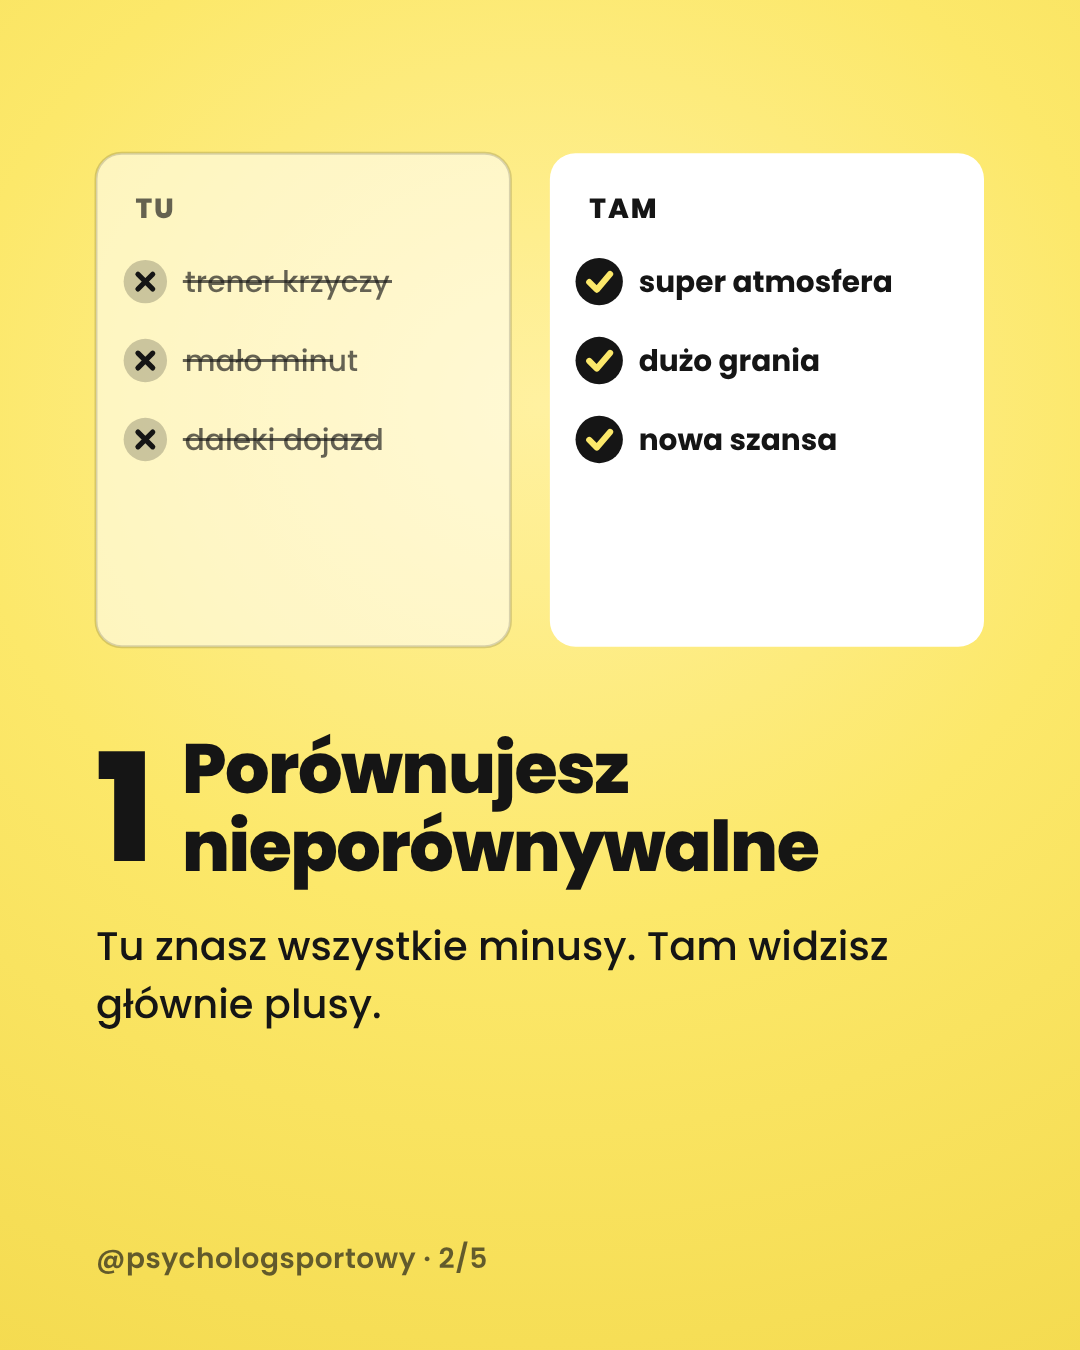 TU
trener krzyczy
mało minut
daleki dojazd
TAM
super atmosfera
dużo grania
nowa szansa
1
Porównujesz
nieporównywalne
Tu znasz wszystkie minusy. Tam widzisz
głównie plusy.
@psychologsportowy · 2/5